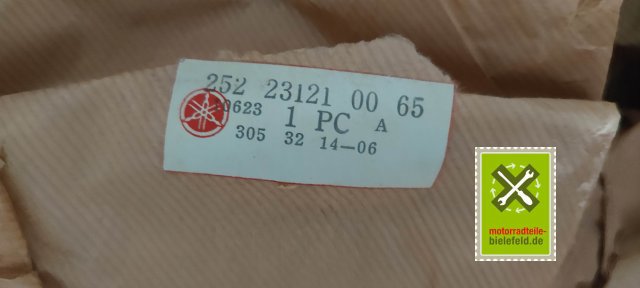 252 23121 00 65
1 PC A
305 32 14-06
motorradteile-
bielefeld.de